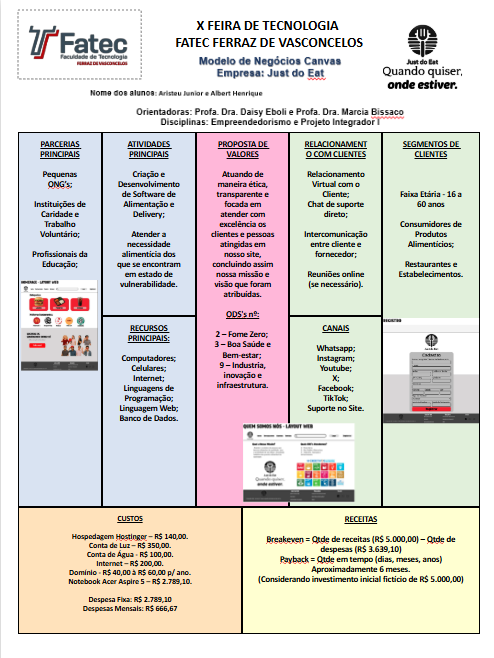 X FEIRA DE TECNOLOGIA
FATEC FERRAZ DE VASCONCELOS
Modelo de Negócios Canvas
Empresa: Just do Eat
Fatec
Faculdade de Tecnologia
FERRAZ DE VASCONCELOS
Just do Eat
Quando quiser,
onde estiver.
Nome dos alunos: Aristeu Junior e Albert Henrique
Orientadoras: Profa. Dra. Daisy Eboli e Profa. Dra. Marcia Bissaco
Disciplinas: Empreendedorismo e Projeto Integrador I
PARCERIAS
PRINCIPAIS
Pequenas
ONG's;
Instituições de
Caridade e
Trabalho
Voluntário;
Profissionais da
Educação;
HOMEPAGE - LAYOUT WEB
ATIVIDADES
PRINCIPAIS
Criação e
Desenvolvimento
de Software de
Alimentação e
Delivery;
Atender a
necessidade
alimentícia dos
que se encontram
em estado de
vulnerabilidade.
RECURSOS
PRINCIPAIS:
Computadores;
Celulares;
Internet;
Linguagens de
Programação;
Linguagem Web;
Banco de Dados.
PROPOSTA DE
VALORES
Atuando de
maneira ética,
transparente e
focada em
atender com
excelência os
clientes e pessoas
atingidas em
nosso site,
concluindo assim
nossa missão e
visão que foram
atribuídas.
ODS's nº:
2 – Fome Zero;
3 – Boa Saúde e
Bem-estar;
9 – Industria,
inovação e
infraestrutura.
QUEM SOMOS NÓS - LAYOUT WEB
Quando quiser,
onde estiver.
RELACIONAMENT
O COM CLIENTES
Relacionamento
Virtual com o
Cliente;
Chat de suporte
direto;
Intercomunicação
entre cliente e
fornecedor;
Reuniões online
(se necessário).
CANAIS
Whatsapp;
Instagram;
Youtube;
X;
Facebook;
TikTok;
Suporte no Site.
SEGMENTOS DE
CLIENTES
Faixa Etária - 16 a
60 anos
Consumidores de
Produtos
Alimentícios;
Restaurantes e
Estabelecimentos.
REGISTRO
Cadastro
CUSTOS
Hospedagem Hostinger – R$ 140,00.
Conta de Luz – R$ 350,00.
Conta de Água - R$ 100,00.
Internet – R$ 200,00.
Domínio - R$ 40,00 à R$ 60,00 p/ ano.
Notebook Acer Aspire 5 – R$ 2.789,10.
Despesa Fixa: R$ 2.789,10
Despesas Mensais: R$ 666,67
RECEITAS
Breakeven = Qtde de receitas (R$ 5.000,00) – Qtde de
despesas (R$ 3.639,10)
Payback = Qtde em tempo (dias, meses, anos)
Aproximadamente 6 meses.
(Considerando investimento inicial fictício de R$ 5.000,00)